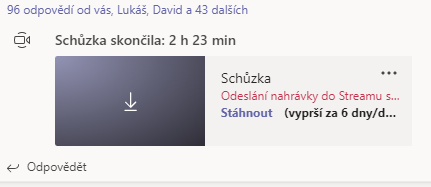 96 odpovědí od vás, Lukáš, David a 43 dalších
Schůzka skončila: 2 h 23 min
Schůzka
Odeslání nahrávky do Streamu s...
Stáhnout (vyprší za 6 dny/d...
Odpovědět